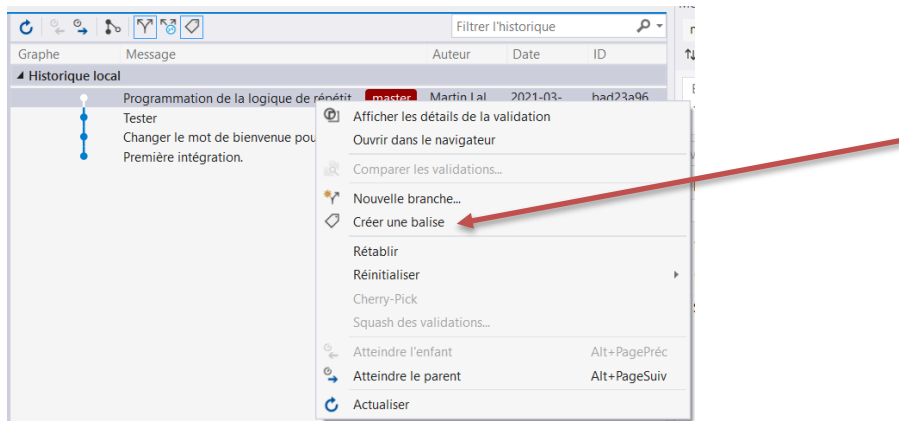 Filtrer l'historique
Graphe Message Auteur Date ID
Historique local
Programmation de la logique de répétit master Martin Lal 2021-03- bad23a96
Tester
Changer le mot de bienvenue pou
Première intégration.
Afficher les détails de la validation
Ouvrir dans le navigateur
Comparer les validations...
Nouvelle branche...
Créer une balise
Rétablir
Réinitialiser
Cherry-Pick
Squash des validations...
Atteindre l'enfant Alt+PagePréc
Atteindre le parent Alt+PageSuiv
Actualiser